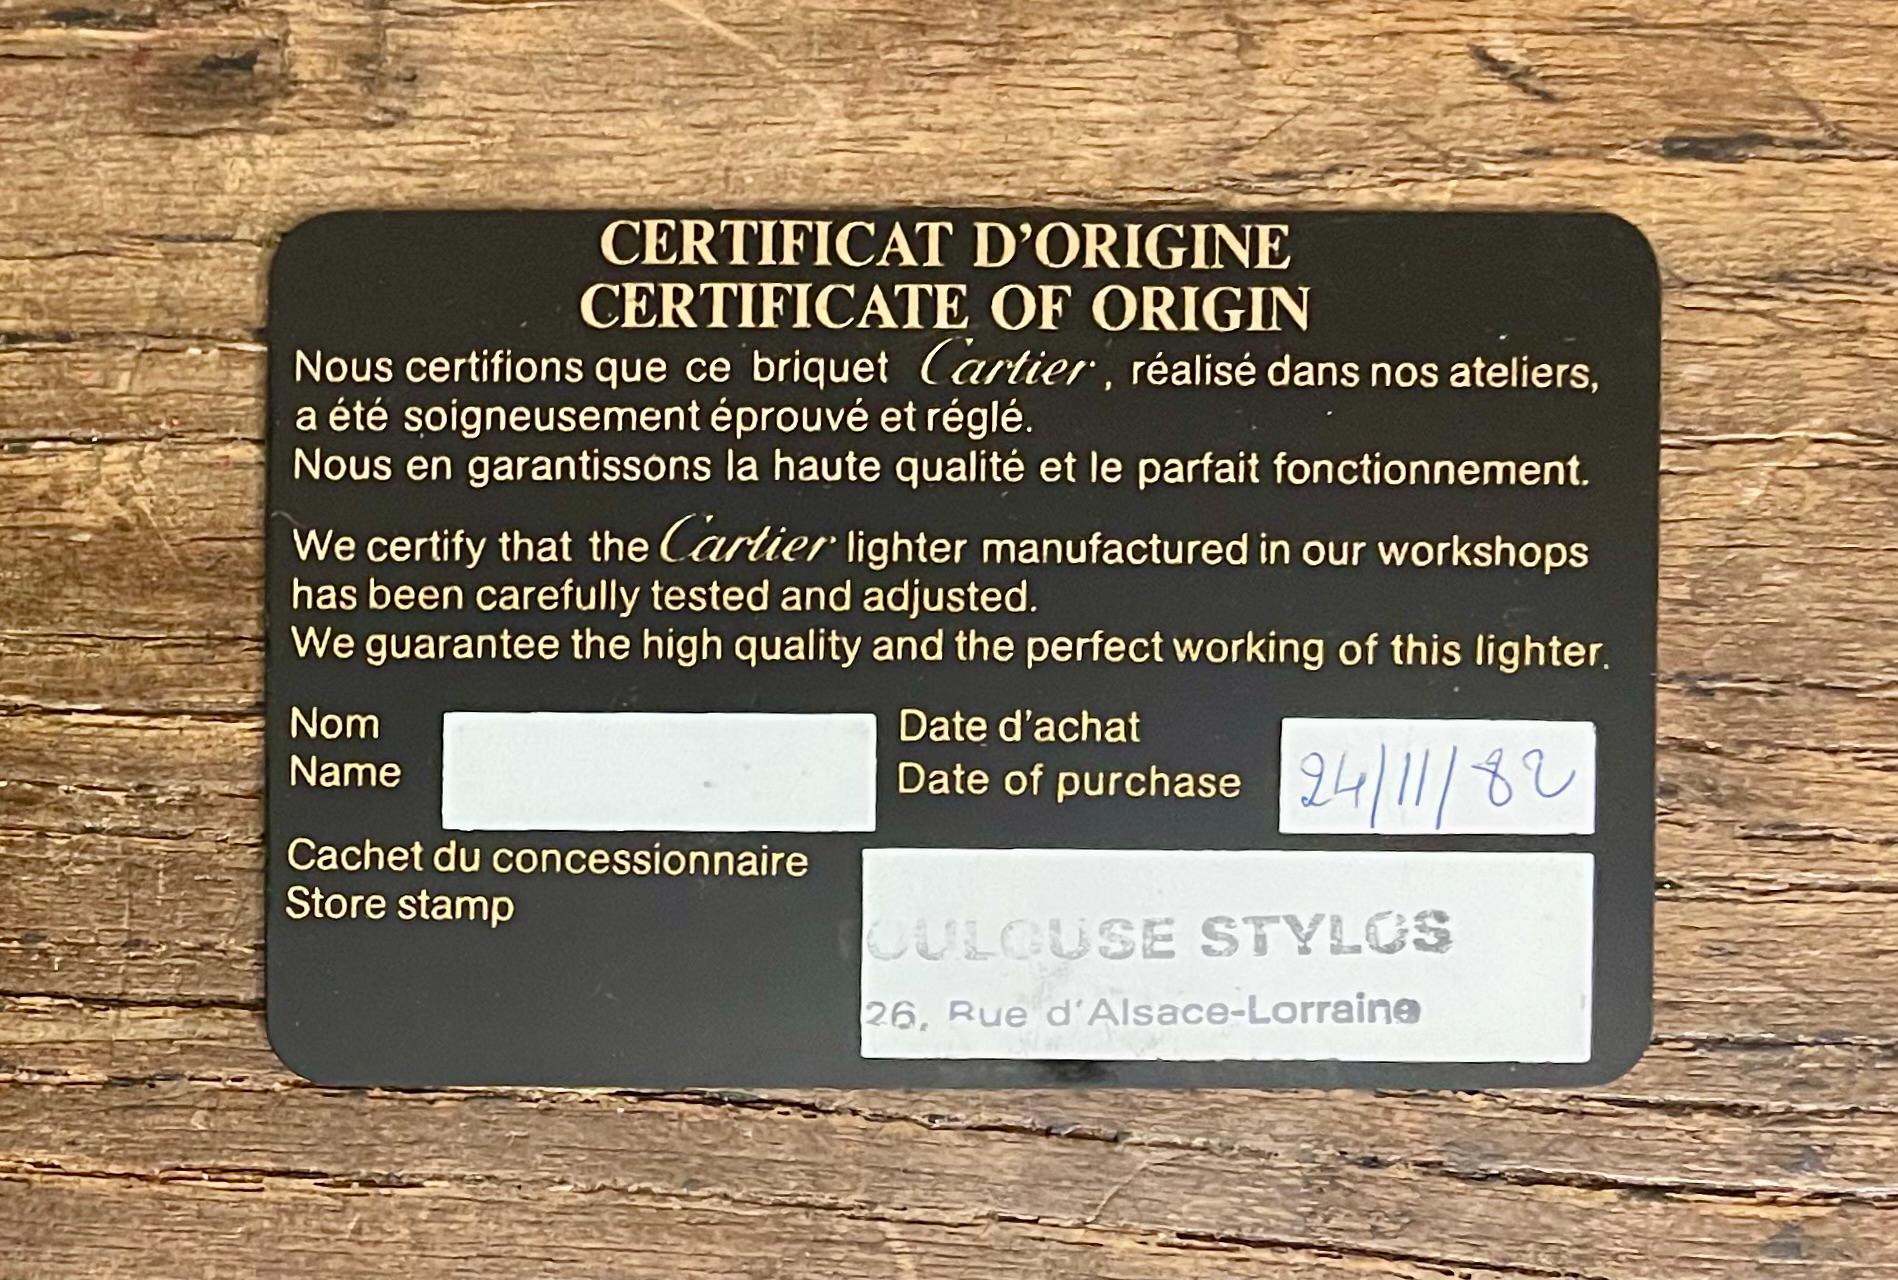 CERTIFICAT D'ORIGINE
CERTIFICATE OF ORIGIN
Nous certifions que ce briquet Cartier, réalisé dans nos ateliers,
a été soigneusement éprouvé et réglé.
Nous en garantissons la haute qualité et le parfait fonctionnement.
We certify that the Cartier lighter manufactured in our workshops
has been carefully tested and adjusted.
We guarantee the high quality and the perfect working of this lighter.
Nom
Name
Date d'achat
Date of purchase
24/11/82
Cachet du concessionnaire
Store stamp
OULOUSE STYLOS
26, Rue d'Alsace-Lorraine